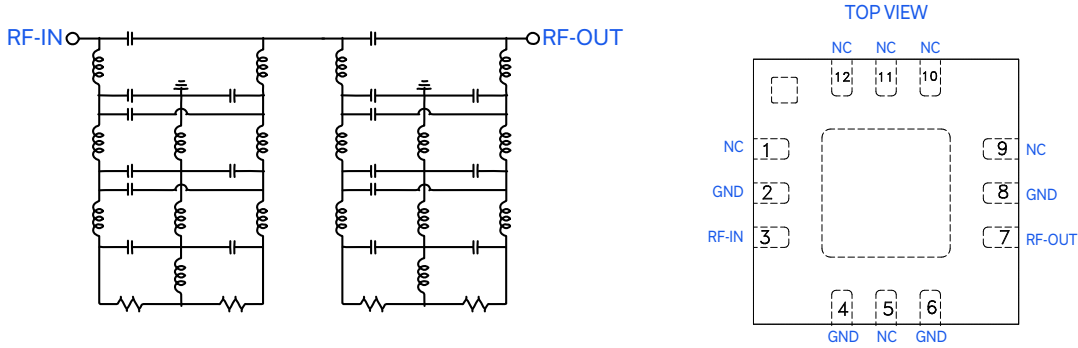 RF-IN
RF-OUT
TOP VIEW
NC NC NC
12 11 10
NC 1 9 NC
GND 2 8 GND
RF-IN 3 7 RF-OUT
4 5 6
GND NC GND